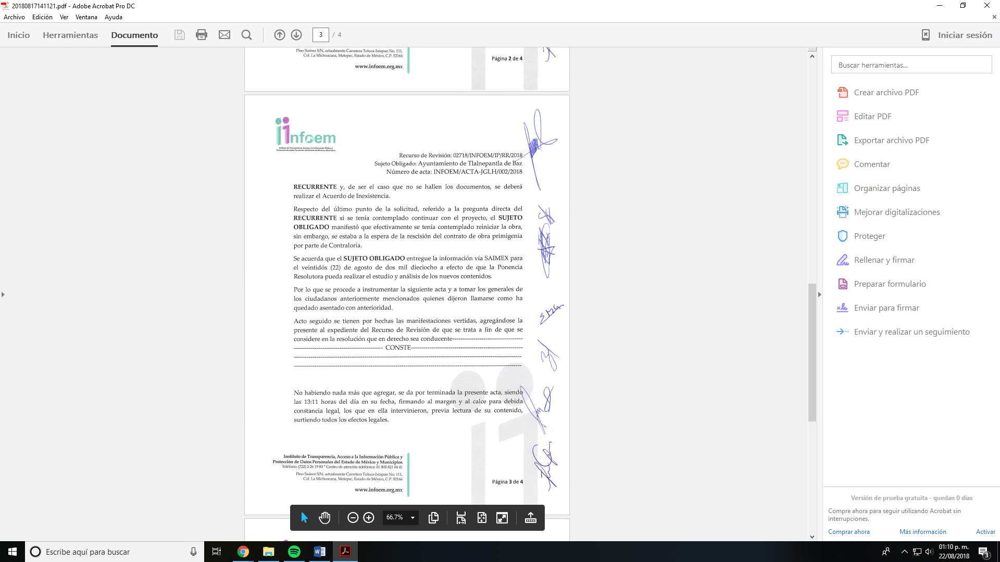 20180817141121.pdf - Adobe Acrobat Pro DC
Archivo Edición Ver Ventana Ayuda
Inicio Herramientas Documento 3 / 4 Iniciar sesión
Pino Suárez S/N, actualmente Carretera Toluca-Ixtapan No. 111,
Col. La Michoacana, Metepec, Estado de México, C.P. 52166
www.infoem.org.mx
Página 2 de 4
infoem
Instituto de Transparencia, Acceso a la Información Pública y
Protección de Datos Personales del Estado de México y Municipios
Recurso de Revisión: 02718/INFOEM/IP/RR/2018
Sujeto Obligado: Ayuntamiento de Tlalnepantla de Baz
Número de acta: INFOEM/ACTA-JGLH/002/2018
RECURRENTE y, de ser el caso que no se hallen los documentos, se deberá
realizar el Acuerdo de Inexistencia.
Respecto del último punto de la solicitud, referido a la pregunta directa del
RECURRENTE si se tenía contemplado continuar con el proyecto, el SUJETO
OBLIGADO manifestó que efectivamente se tenía contemplado reiniciar la obra,
sin embargo, se estaba a la espera de la rescisión del contrato de obra primigenia
por parte de Contraloría.
Se acuerda que el SUJETO OBLIGADO entregue la información vía SAIMEX para
el veintidós (22) de agosto de dos mil dieciocho a efecto de que la Ponencia
Resolutora pueda realizar el estudio y análisis de los nuevos contenidos.
Por lo que se procede a instrumentar la siguiente acta y a tomar los generales de
los ciudadanos anteriormente mencionados quienes dijeron llamarse como ha
quedado asentado con anterioridad.
Acto seguido se tienen por hechas las manifestaciones vertidas, agregándose la
presente al expediente del Recurso de Revisión de que se trata a fin de que se
considere en la resolución que en derecho sea conducente----------------------------------
------------------------------------------- CONSTE------------------------------------------------------
---------------------------------------------------------------------------------------------------------------
---------------------------------------------------------------------------------------------------------------
No habiendo nada más que agregar, se da por terminada la presente acta, siendo
las 13:11 horas del día en su fecha, firmando al margen y al calce para debida
constancia legal, los que en ella intervinieron, previa lectura de su contenido,
surtiendo todos los efectos legales.
Instituto de Transparencia, Acceso a la Información Pública y
Protección de Datos Personales del Estado de México y Municipios
Teléfono: (722) 2 26 19 80 * Centro de atención telefónica: 01 800 821 04 41
Pino Suárez S/N, actualmente Carretera Toluca-Ixtapan No. 111,
Col. La Michoacana, Metepec, Estado de México, C.P. 52166
www.infoem.org.mx
Página 3 de 4
66.7%
Buscar herramientas...
Crear archivo PDF
Editar PDF
Exportar archivo PDF
Comentar
Organizar páginas
Mejorar digitalizaciones
Proteger
Rellenar y firmar
Preparar formulario
Enviar para firmar
Enviar y realizar un seguimiento
Versión de prueba gratuita - quedan 0 días
Compre ahora para seguir utilizando Acrobat sin
interrupciones.
Comprar ahora Más información Activar
Escribe aquí para buscar
01:10 p. m.
22/08/2018
3